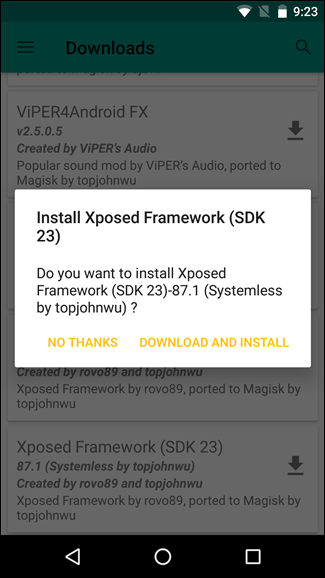 9:23
Downloads
ViPER4Android FX
v2.5.0.5
Created by ViPER's Audio
Popular sound mod by ViPER's Audio, ported to
Magisk by topjohnwu
Install Xposed Framework (SDK
23)
Do you want to install Xposed
Framework (SDK 23)-87.1 (Systemless
by topjohnwu) ?
NO THANKS
DOWNLOAD AND INSTALL
Created by rovo89 and topjohnwu
Xposed Framework by rovo89, ported to Magisk by
topjohnwu
Xposed Framework (SDK 23)
87.1 (Systemless by topjohnwu)
Created by rovo89 and topjohnwu
Xposed Framework by rovo89, ported to Magisk by
topjohnwu